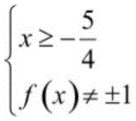 x ≥ -5/4
f(x) ≠ ±1